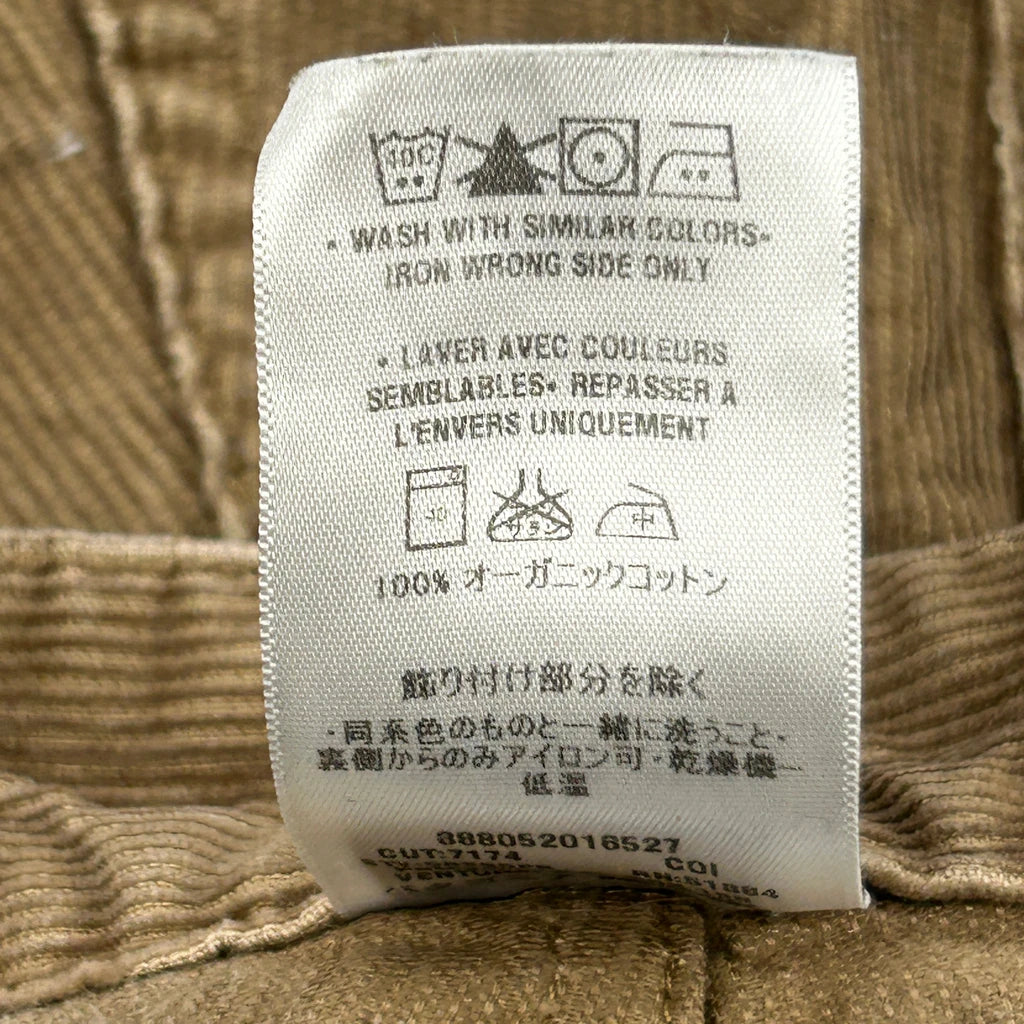 • WASH WITH SIMILAR COLORS•
IRON WRONG SIDE ONLY
• LAVER AVEC COULEURS
SEMBLABLES• REPASSER A
L'ENVERS UNIQUEMENT
40
中
100% オーガニックコットン
飾り付け部分を除く
・同系色のものと一緒に洗うこと・
裏側からのみアイロン可・乾燥機―
低温
388052016527
CUT:7174 COI